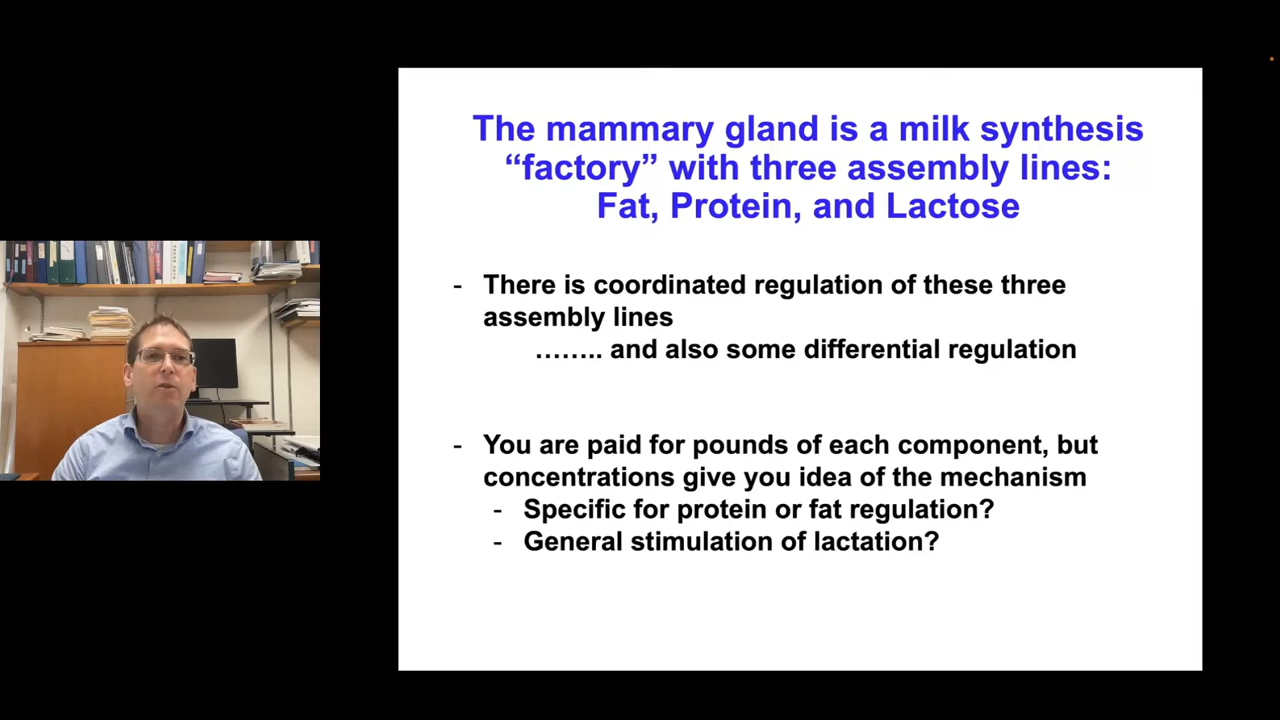 The mammary gland is a milk synthesis
“factory” with three assembly lines:
Fat, Protein, and Lactose
- There is coordinated regulation of these three
assembly lines
…….. and also some differential regulation
- You are paid for pounds of each component, but
concentrations give you idea of the mechanism
- Specific for protein or fat regulation?
- General stimulation of lactation?